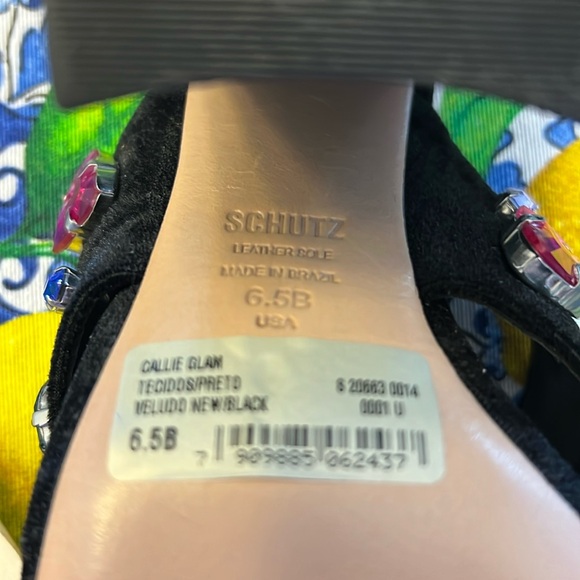 SCHUTZ
LEATHER SOLE
MADE IN BRAZIL
6.5B
USA
CALLIE GLAM
TECIDOS/PRETO S 20663 0014
VELUDO NEW/BLACK 0001 U
6.5B 7 909885 062437